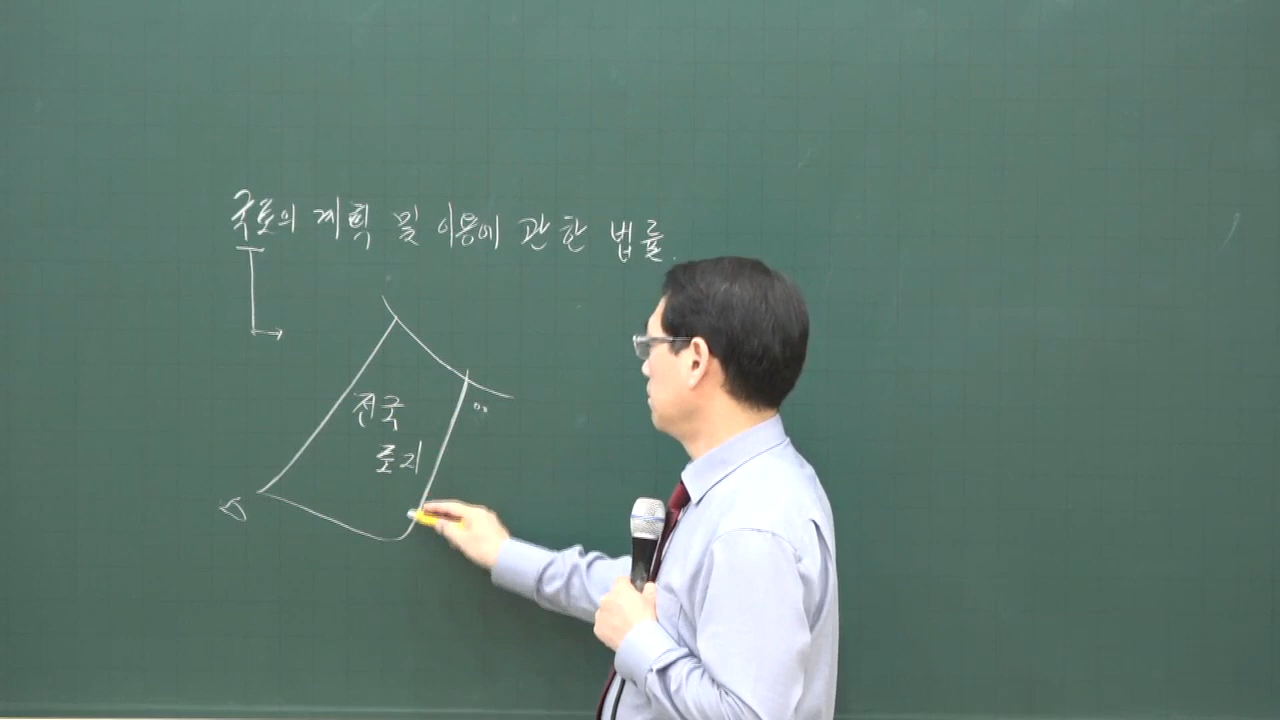 국토의 계획 및 이용에 관한 법률.
전국
토지